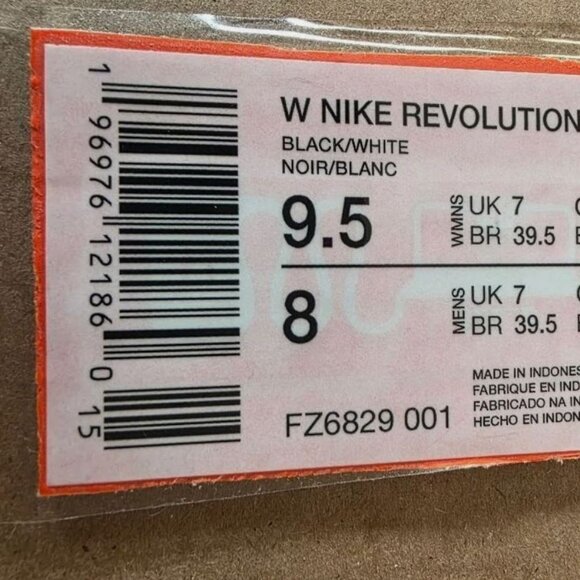 W NIKE REVOLUTION
BLACK/WHITE
NOIR/BLANC
9.5
WMNS
UK 7
BR 39.5
8
MENS
UK 7
BR 39.5
FZ6829 001
MADE IN INDONES
FABRIQUE EN IND
FABRICADO NA IN
HECHO EN INDON
1 96976 12186 0 15